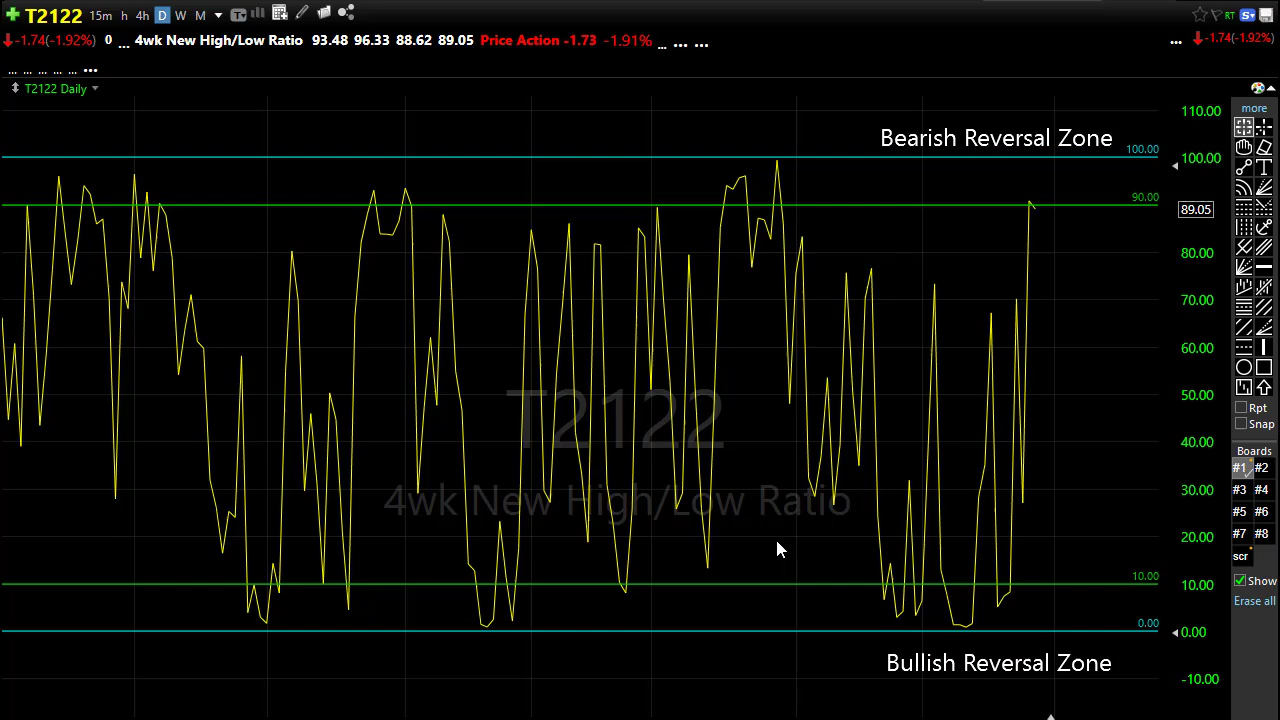 T2122 15m h 4h D W M RT S
-1.74(-1.92%) 0 ... 4wk New High/Low Ratio 93.48 96.33 88.62 89.05 Price Action -1.73 -1.91% ... ... ... ... -1.74(-1.92%)
... ... ... ... ... ...
T2122 Daily
more
110.00
Bearish Reversal Zone
100.00
100.00
90.00
89.05
80.00
70.00
60.00
50.00
40.00
30.00
20.00
10.00
10.00
0.00
0.00
-10.00
T2122
4wk New High/Low Ratio
Bullish Reversal Zone
T
Rpt
Snap
Boards
#1 #2
#3 #4
#5 #6
#7 #8
scr
Show
Erase all